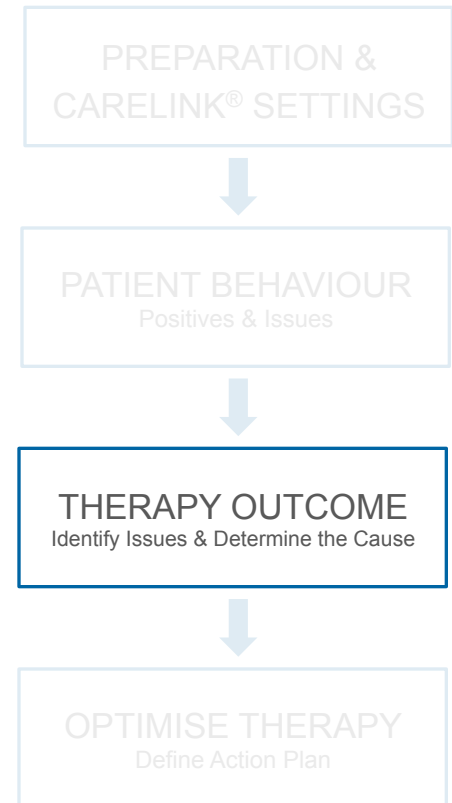 PREPARATION &
CARELINK® SETTINGS
PATIENT BEHAVIOUR
Positives & Issues
THERAPY OUTCOME
Identify Issues & Determine the Cause
OPTIMISE THERAPY
Define Action Plan